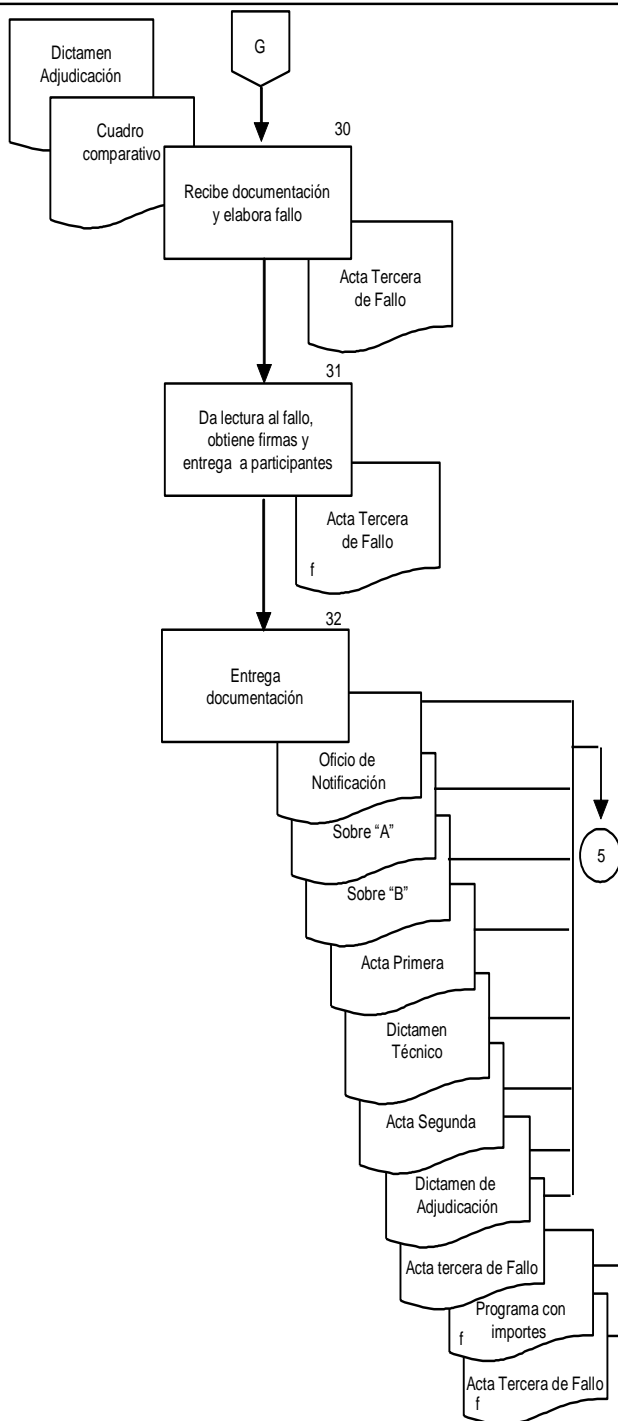 Dictamen
Adjudicación
G
Cuadro
comparativo
30
Recibe documentación
y elabora fallo
Acta Tercera
de Fallo
31
Da lectura al fallo,
obtiene firmas y
entrega a participantes
Acta Tercera
de Fallo
f
32
Entrega
documentación
Oficio de
Notificación
Sobre “A”
5
Sobre “B”
Acta Primera
Dictamen
Técnico
Acta Segunda
Dictamen de
Adjudicación
Acta tercera de Fallo
Programa con
importes
f
Acta Tercera de Fallo
f